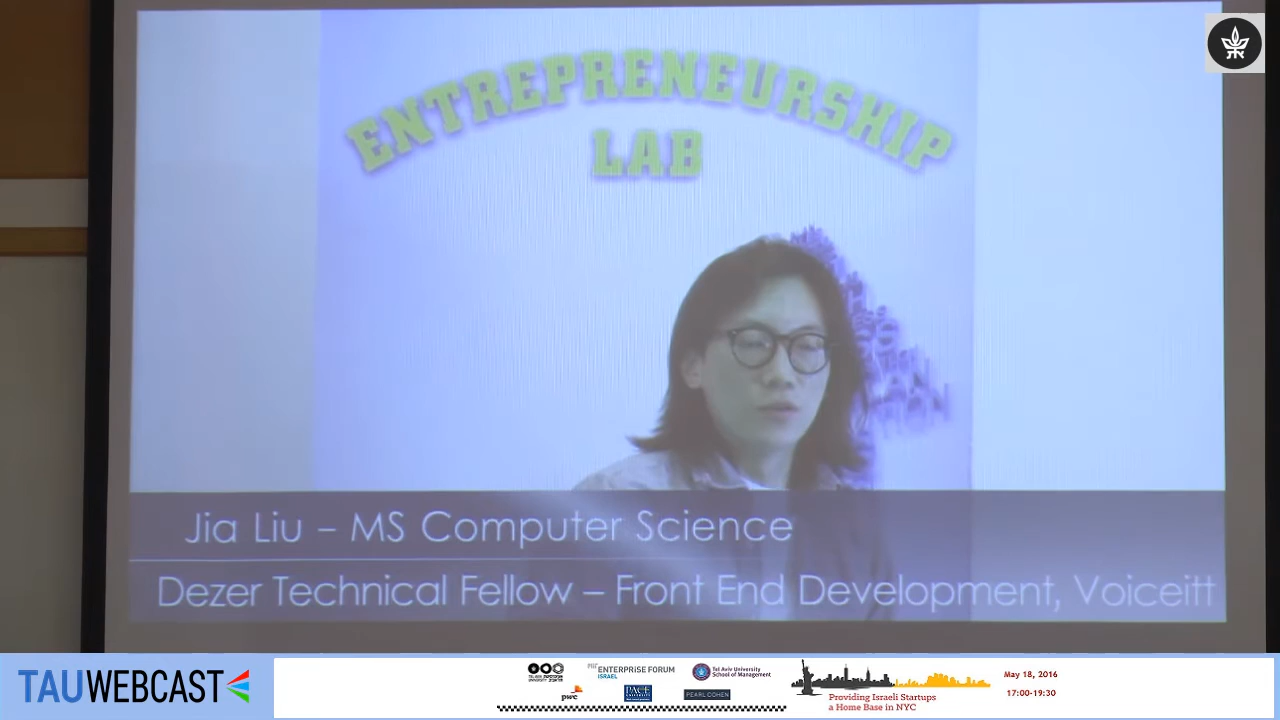 ENTREPRENEURSHIP
LAB
Jia Liu – MS Computer Science
Dezer Technical Fellow – Front End Development, Voiceitt
TAUWEBCAST
MIT ENTERPRISE FORUM
ISRAEL
Tel Aviv University
School of Management
pwc
PACE
PEARL COHEN
Providing Israeli Startups
a Home Base in NYC
May 18, 2016
17:00-19:30